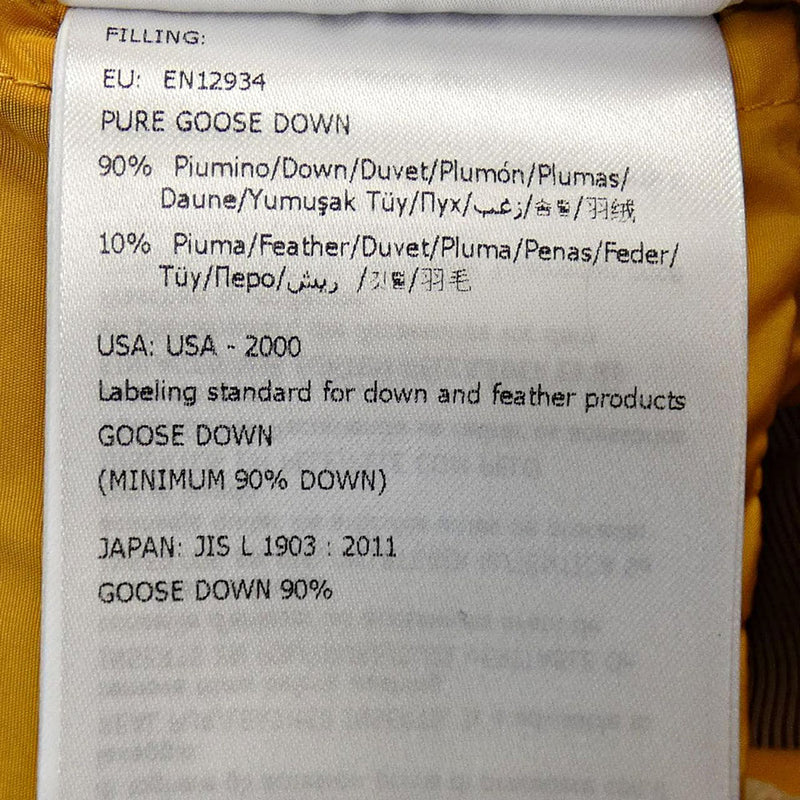 FILLING:
EU: EN12934
PURE GOOSE DOWN
90% Piumino/Down/Duvet/Plumón/Plumas/
Daune/Yumuşak Tüy/Пух/زغب/솜털/羽绒
10% Piuma/Feather/Duvet/Pluma/Penas/Feder/
Tüy/Перо/ريش /깃털/羽毛
USA: USA - 2000
Labeling standard for down and feather products
GOOSE DOWN
(MINIMUM 90% DOWN)
JAPAN: JIS L 1903 : 2011
GOOSE DOWN 90%